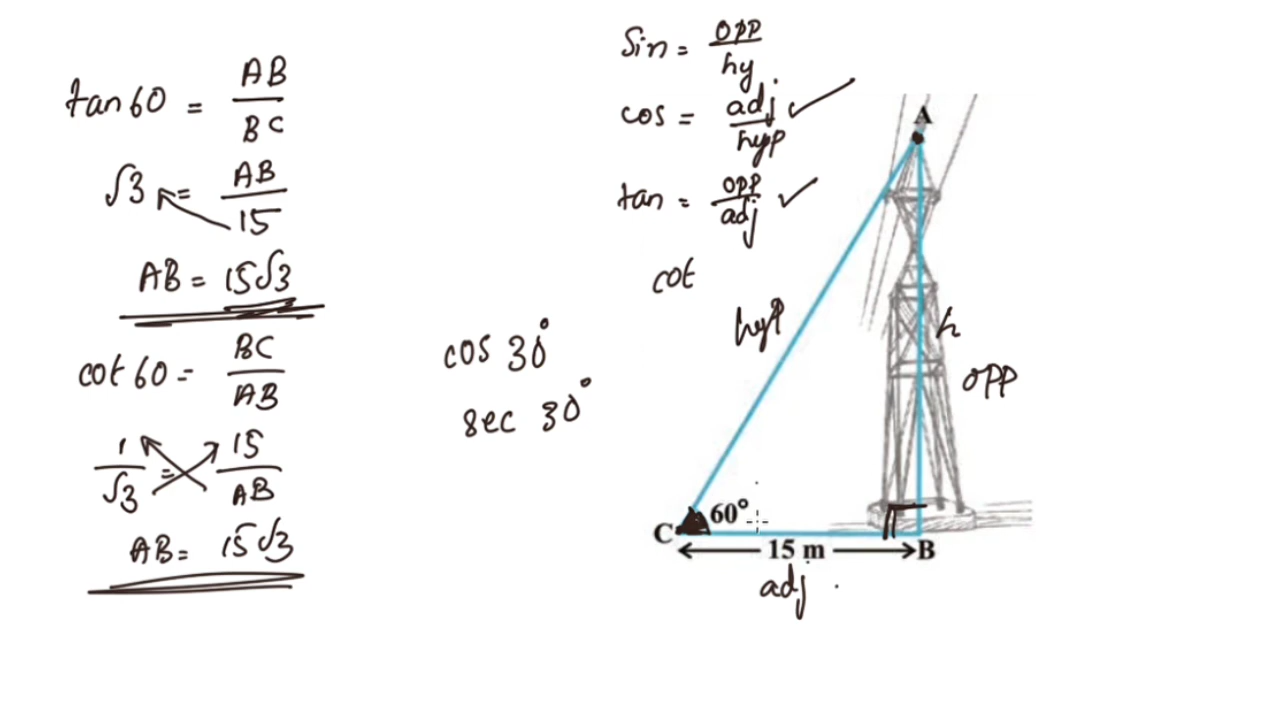 tan 60 = AB / BC
√3 = AB / 15
AB = 15√3
cot 60 = BC / AB
1 / √3 = 15 / AB
AB = 15√3
cos 30°
sec 30°
Sin = opp / hy
cos = adj / hyp
tan = opp / adj
cot
A
hyp
h
opp
60°
C
15 m
B
adj